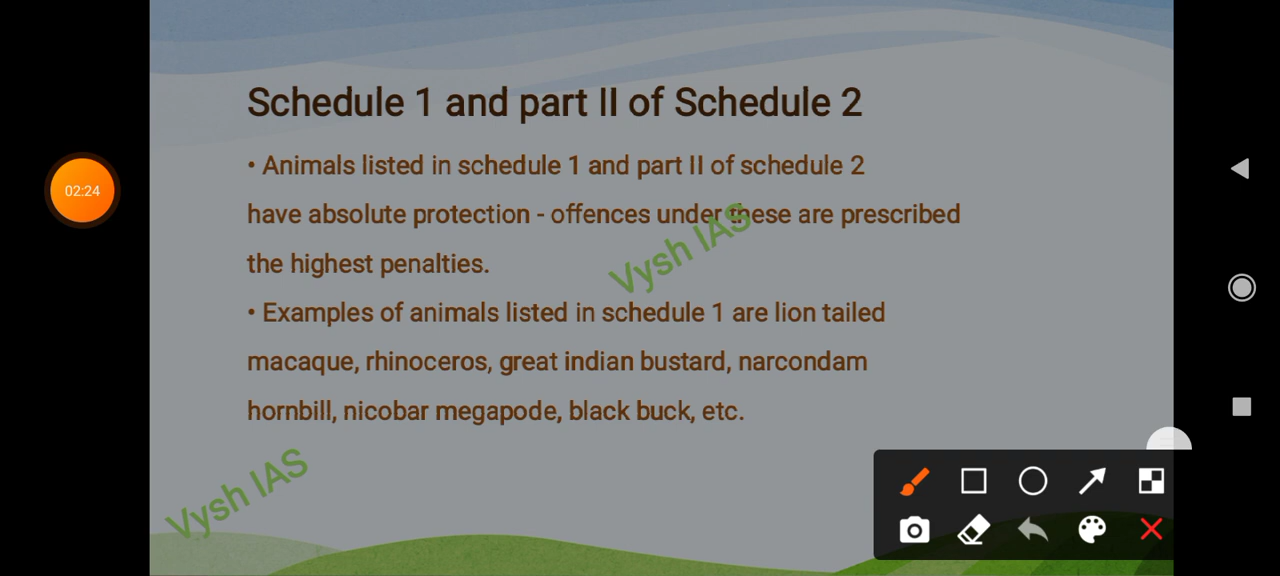 Schedule 1 and part II of Schedule 2
• Animals listed in schedule 1 and part II of schedule 2
have absolute protection - offences under these are prescribed
the highest penalties.
• Examples of animals listed in schedule 1 are lion tailed
macaque, rhinoceros, great indian bustard, narcondam
hornbill, nicobar megapode, black buck, etc.
02:24
Vysh IAS
Vysh IAS